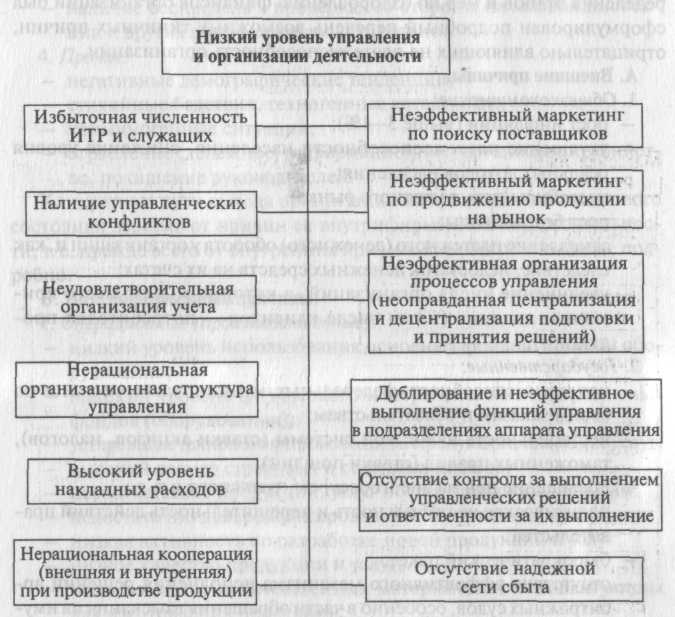 Низкий уровень управления
и организации деятельности
Избыточная численность
ИТР и служащих
Наличие управленческих
конфликтов
Неудовлетворительная
организация учета
Нерациональная
организационная структура
управления
Высокий уровень
накладных расходов
Нерациональная кооперация
(внешняя и внутренняя)
при производстве продукции
Неэффективный маркетинг
по поиску поставщиков
Неэффективный маркетинг
по продвижению продукции
на рынок
Неэффективная организация
процессов управления
(неоправданная централизация
и децентрализация подготовки
и принятия решений)
Дублирование и неэффективное
выполнение функций управления
в подразделениях аппарата управления
Отсутствие контроля за выполнением
управленческих решений
и ответственности за их выполнение
Отсутствие надежной
сети сбыта